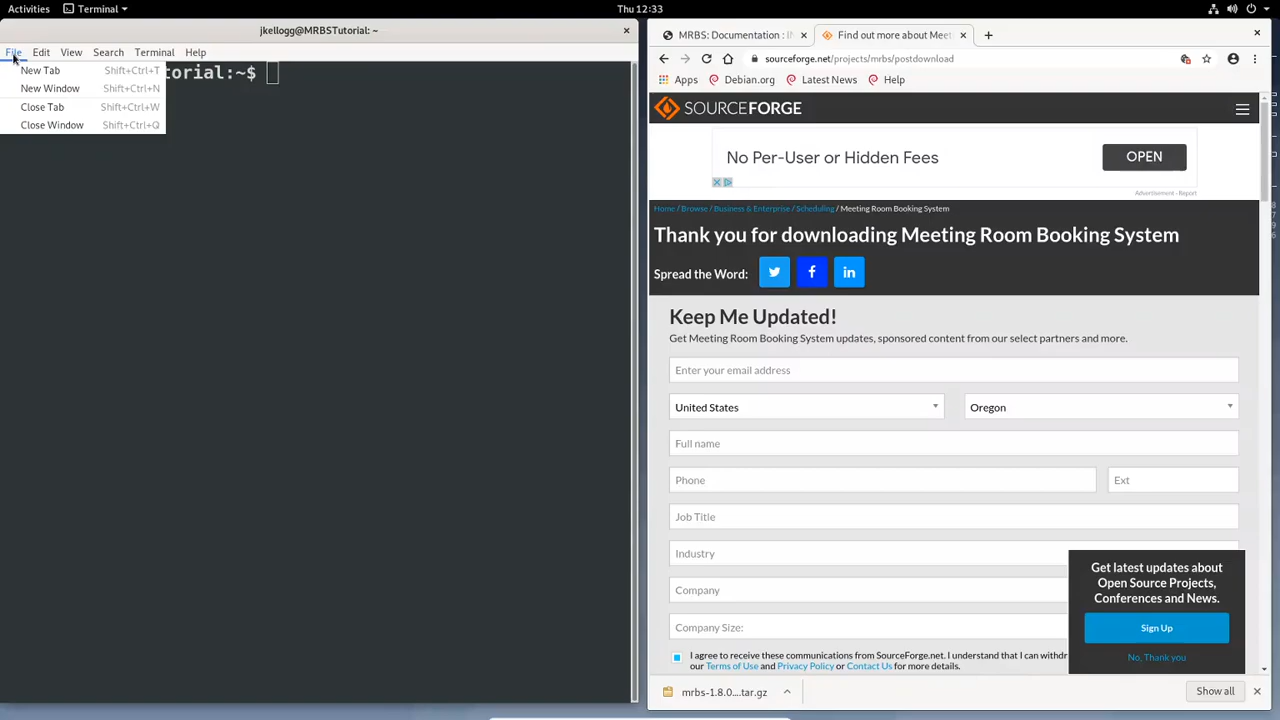 Activities Terminal Thu 12:33
jkellogg@MRBSTutorial: ~
File Edit View Search Terminal Help
New Tab Shift+Ctrl+T
New Window Shift+Ctrl+N
Close Tab Shift+Ctrl+W
Close Window Shift+Ctrl+Q
torial:~$
MRBS: Documentation : IN Find out more about Meet
sourceforge.net/projects/mrbs/postdownload
Apps Debian.org Latest News Help
SOURCEFORGE
No Per-User or Hidden Fees OPEN
Advertisement - Report
Home / Browse / Business & Enterprise / Scheduling / Meeting Room Booking System
Thank you for downloading Meeting Room Booking System
Spread the Word:
Keep Me Updated!
Get Meeting Room Booking System updates, sponsored content from our select partners and more.
Enter your email address
United States Oregon
Full name
Phone Ext
Job Title
Industry
Company
Company Size:
I agree to receive these communications from SourceForge.net. I understand that I can withdr
our Terms of Use and Privacy Policy or Contact Us for more details.
Get latest updates about
Open Source Projects,
Conferences and News.
Sign Up
No, Thank you
mrbs-1.8.0....tar.gz Show all